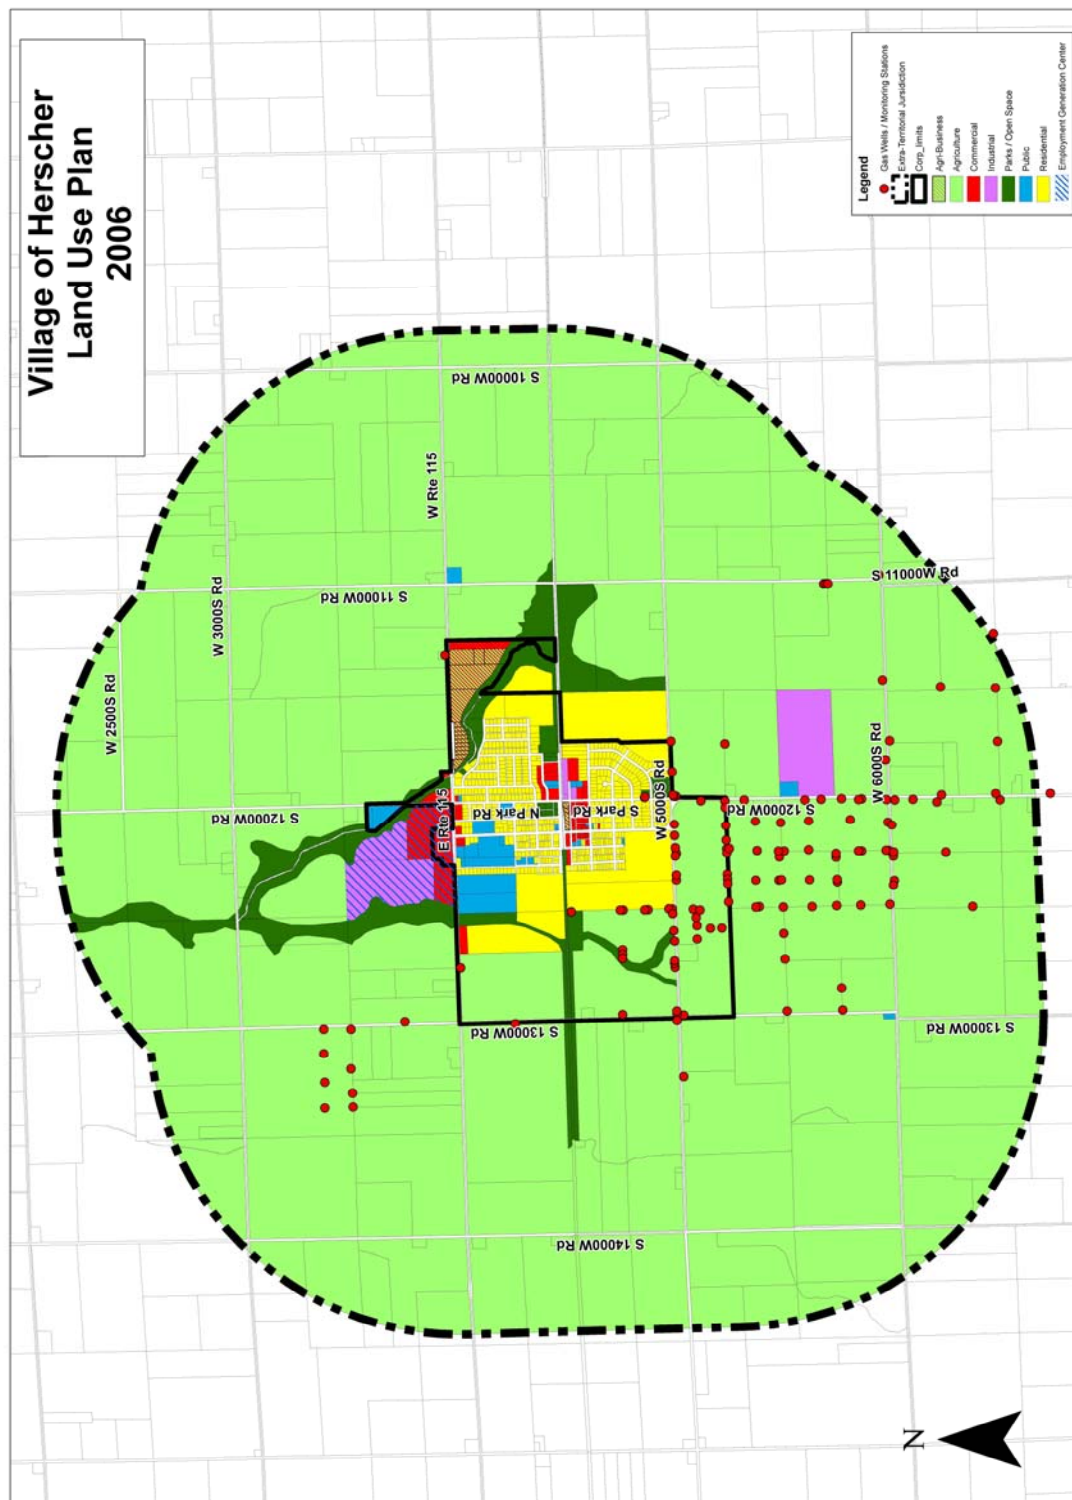 Village of Herscher
Land Use Plan
2006
Legend
Gas Wells / Monitoring Stations
Extra-Territorial Jursidiction
Corp_limits
Agri-Business
Agriculture
Commercial
Industrial
Parks / Open Space
Public
Residential
Employment Generation Center
W 2500S Rd
W 3000S Rd
W Rte 115
E Rte 115
W 5000S Rd
W 6000S Rd
S 10000W Rd
S 11000W Rd
S 11000W Rd
S 12000W Rd
N Park Rd
S Park Rd
S 12000W Rd
S 13000W Rd
S 13000W Rd
S 14000W Rd
N